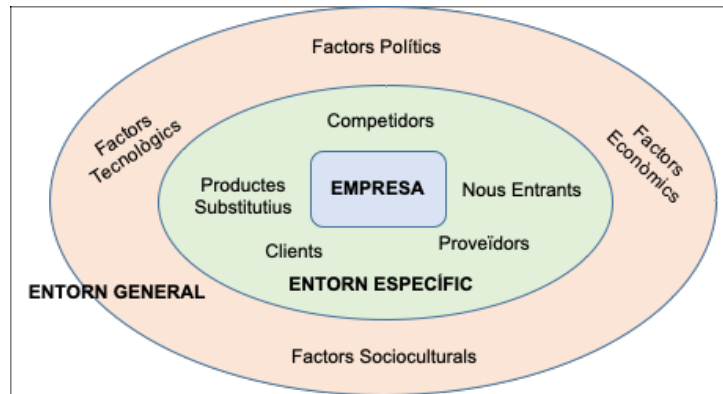 Factors Polítics
Factors
Tecnològics
Factors
Econòmics
Competidors
Productes
Substitutius
EMPRESA
Nous Entrants
Clients
Proveïdors
ENTORN ESPECÍFIC
ENTORN GENERAL
Factors Socioculturals